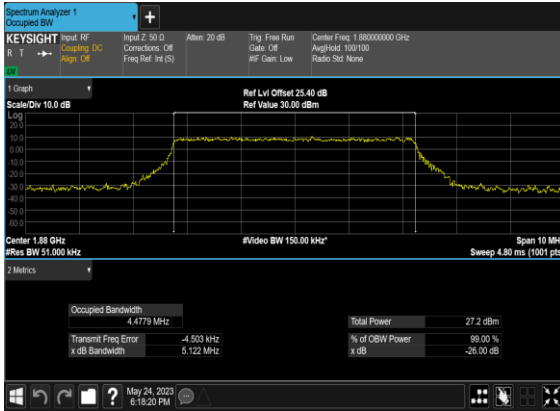 Spectrum Analyzer 1
Occupied BW
KEYSIGHT
R T
LXI
Input: RF
Coupling: DC
Align: Off
Input Z: 50 Ω
Corrections: Off
Freq Ref: Int (S)
Atten: 20 dB
Trig: Free Run
Gate: Off
#IF Gain: Low
Center Freq: 1.880000000 GHz
Avg|Hold: 100/100
Radio Std: None
1 Graph
Scale/Div 10.0 dB
Ref Lvl Offset 25.40 dB
Ref Value 30.00 dBm
Log
20.0
10.0
0.00
-10.0
-20.0
-30.0
-40.0
-50.0
-60.0
Center 1.88 GHz
#Video BW 150.00 kHz*
Span 10 MH
#Res BW 51.000 kHz
Sweep 4.80 ms (1001 pts
2 Metrics
Occupied Bandwidth
4.4779 MHz
Total Power 27.2 dBm
Transmit Freq Error -4.503 kHz
% of OBW Power 99.00 %
x dB Bandwidth 5.122 MHz
x dB -26.00 dB
?
May 24, 2023
6:18:20 PM